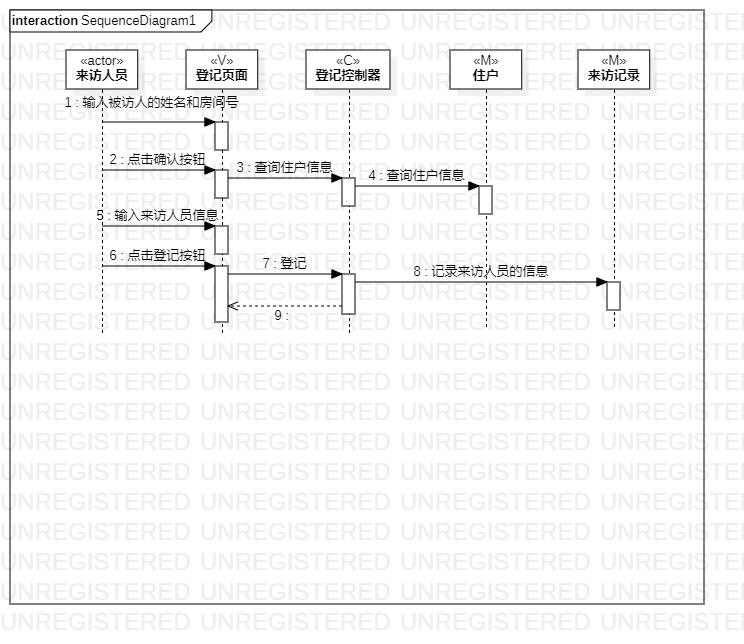 interaction SequenceDiagram1
«actor»
来访人员
«V»
登记页面
«C»
登记控制器
«M»
住户
«M»
来访记录
1 : 输入被访人的姓名和房间号
2 : 点击确认按钮
3 : 查询住户信息
4 : 查询住户信息
5 : 输入来访人员信息
6 : 点击登记按钮
7 : 登记
8 : 记录来访人员的信息
9 :
UNREGISTERED UNREGISTERED UNREGISTERED UNREGISTERED